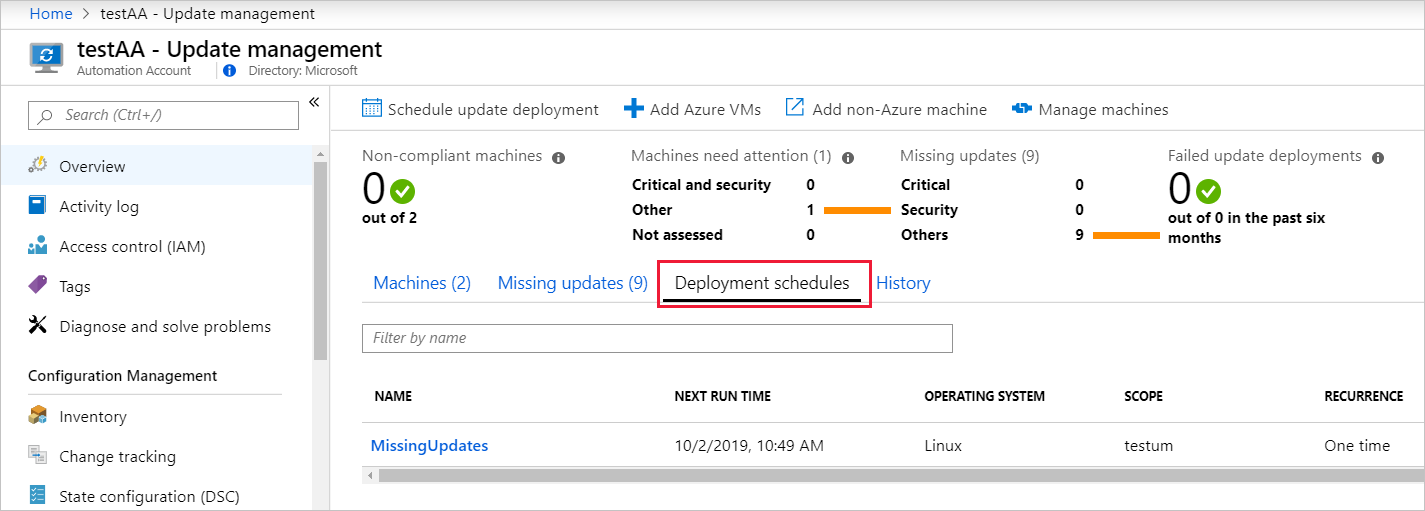 Home > testAA - Update management
testAA - Update management
Automation Account
Directory: Microsoft
Search (Ctrl+/)
«
Overview
Activity log
Access control (IAM)
Tags
Diagnose and solve problems
Configuration Management
Inventory
Change tracking
State configuration (DSC)
Schedule update deployment
Add Azure VMs
Add non-Azure machine
Manage machines
Non-compliant machines
0
out of 2
Machines need attention (1)
Critical and security 0
Other 1
Not assessed 0
Missing updates (9)
Critical 0
Security 0
Others 9
Failed update deployments
0
out of 0 in the past six
months
Machines (2) Missing updates (9) Deployment schedules History
Filter by name
NAME NEXT RUN TIME OPERATING SYSTEM SCOPE RECURRENCE
MissingUpdates 10/2/2019, 10:49 AM Linux testum One time